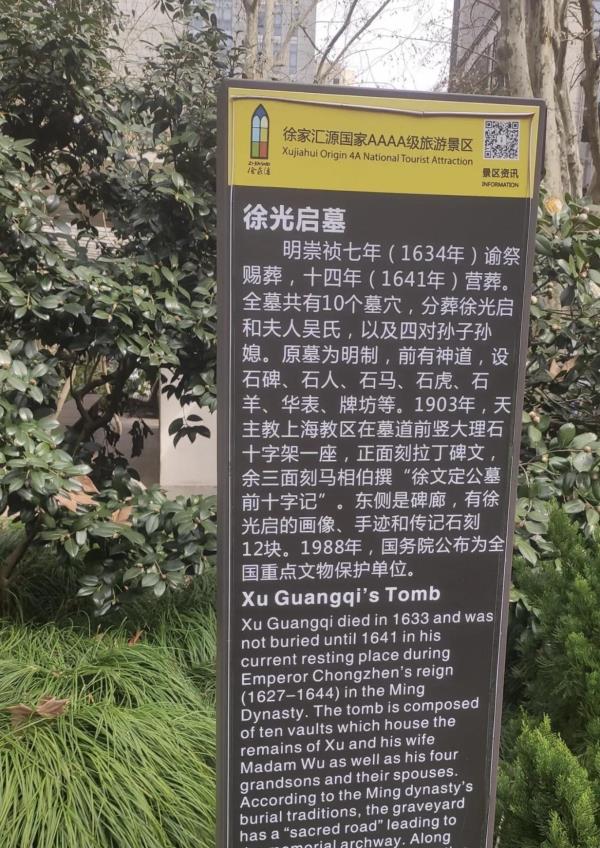 徐家汇源国家AAAA级旅游景区
Xujiahui Origin 4A National Tourist Attraction
景区资讯
INFORMATION
徐光启墓
明崇祯七年（1634年）谕祭
赐葬，十四年（1641年）营葬。
全墓共有10个墓穴，分葬徐光启
和夫人吴氏，以及四对孙子孙
媳。原墓为明制，前有神道，设
石碑、石人、石马、石虎、石
羊、华表、牌坊等。1903年，天
主教上海教区在墓道前竖大理石
十字架一座，正面刻拉丁碑文，
余三面刻马相伯撰“徐文定公墓
前十字记”。东侧是碑廊，有徐
光启的画像、手迹和传记石刻
12块。1988年，国务院公布为全
国重点文物保护单位。
Xu Guangqi's Tomb
Xu Guangqi died in 1633 and was
not buried until 1641 in his
current resting place during
Emperor Chongzhen's reign
(1627–1644) in the Ming
Dynasty. The tomb is composed
of ten vaults which house the
remains of Xu and his wife
Madam Wu as well as his four
grandsons and their spouses.
According to the Ming dynasty's
burial traditions, the graveyard
has a “sacred road” leading to
memorial archway. Along